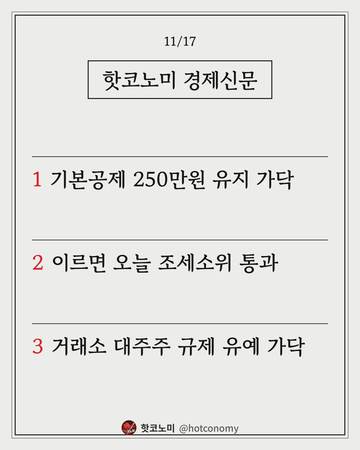 11/17
핫코노미 경제신문
1 기본공제 250만원 유지 가닥
2 이르면 오늘 조세소위 통과
3 거래소 대주주 규제 유예 가닥
핫코노미 @hotconomy